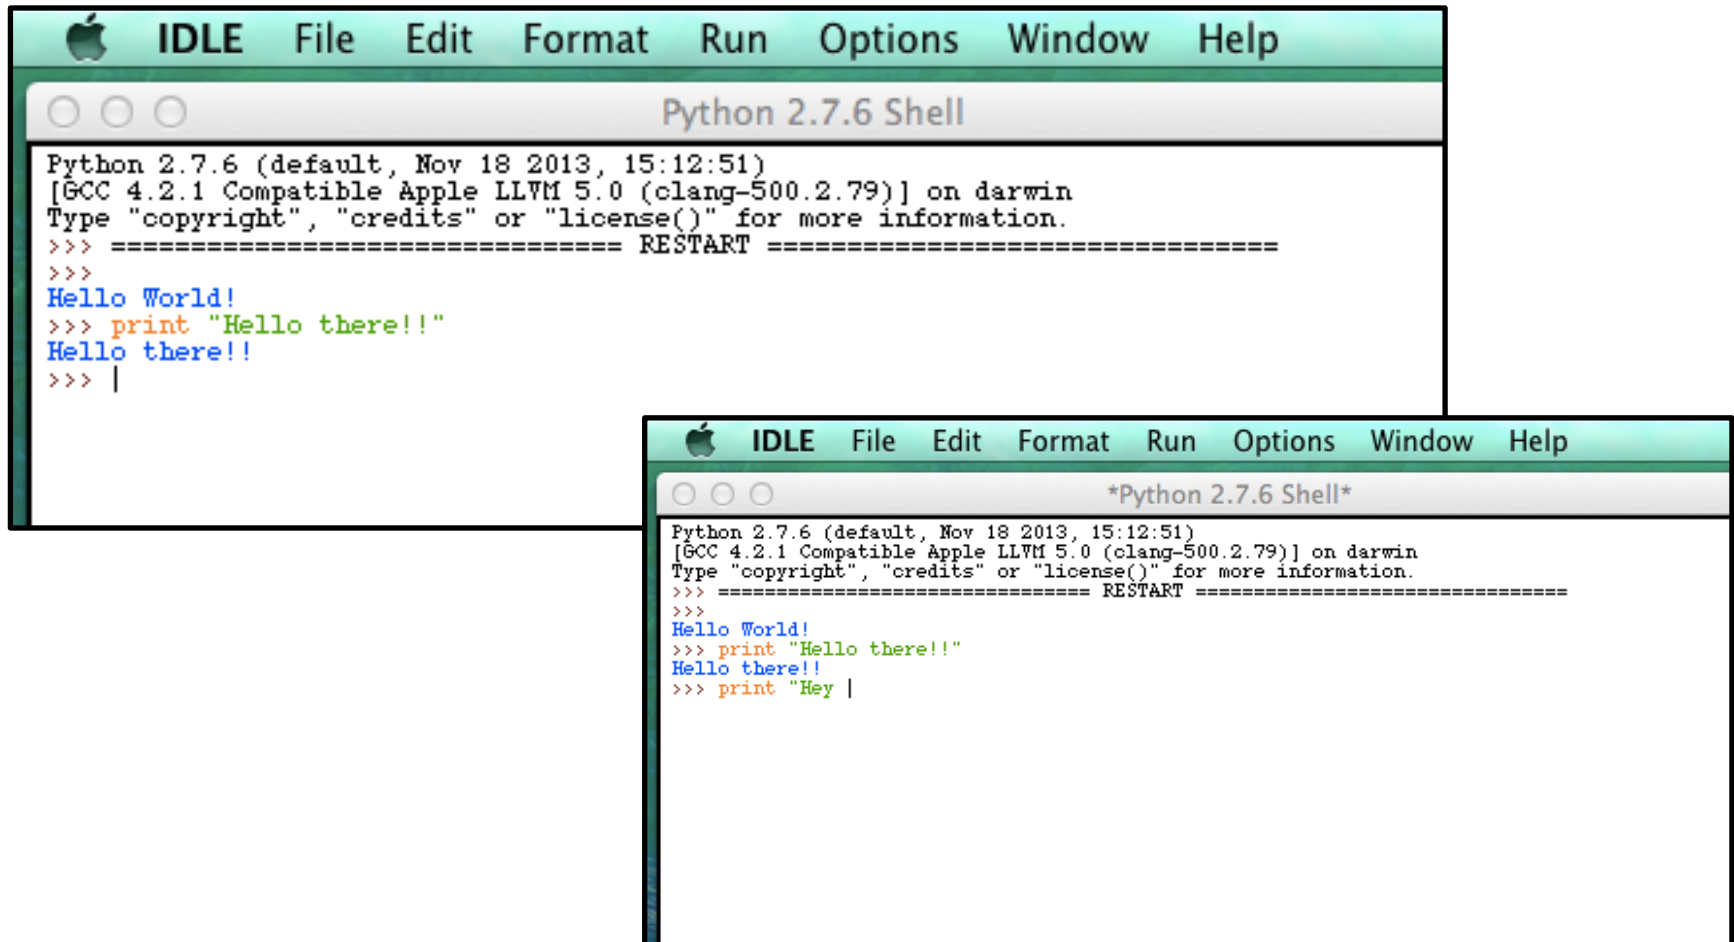 IDLE File Edit Format Run Options Window Help
Python 2.7.6 Shell
Python 2.7.6 (default, Nov 18 2013, 15:12:51)
[GCC 4.2.1 Compatible Apple LLVM 5.0 (clang-500.2.79)] on darwin
Type "copyright", "credits" or "license()" for more information.
>>> ================================ RESTART ================================
>>>
Hello World!
>>> print "Hello there!!"
Hello there!!
>>>
IDLE File Edit Format Run Options Window Help
*Python 2.7.6 Shell*
Python 2.7.6 (default, Nov 18 2013, 15:12:51)
[GCC 4.2.1 Compatible Apple LLVM 5.0 (clang-500.2.79)] on darwin
Type "copyright", "credits" or "license()" for more information.
>>> ================================ RESTART ================================
>>>
Hello World!
>>> print "Hello there!!"
Hello there!!
>>> print "Hey